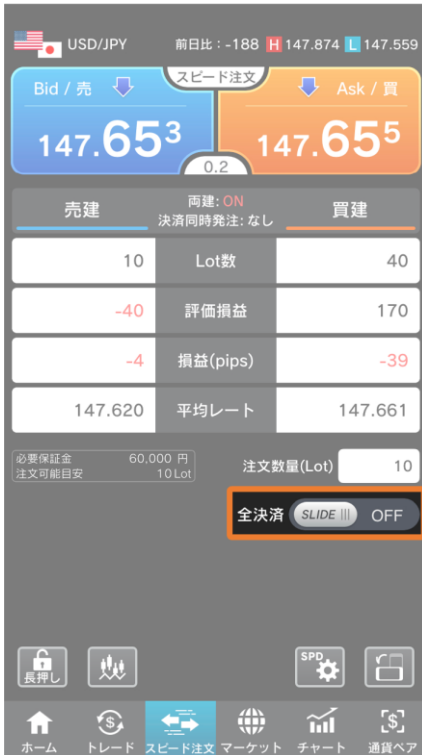 USD/JPY 前日比：-188 H 147.874 L 147.559
スピード注文
Bid / 売 Ask / 買
147.653 147.655
0.2
売建 両建: ON 買建
決済同時発注: なし
10 Lot数 40
-40 評価損益 170
-4 損益(pips) -39
147.620 平均レート 147.661
必要保証金 60,000 円
注文可能目安 10Lot
注文数量(Lot) 10
全決済 SLIDE OFF
長押し SPD
ホーム トレード スピード注文 マーケット チャート 通貨ペア